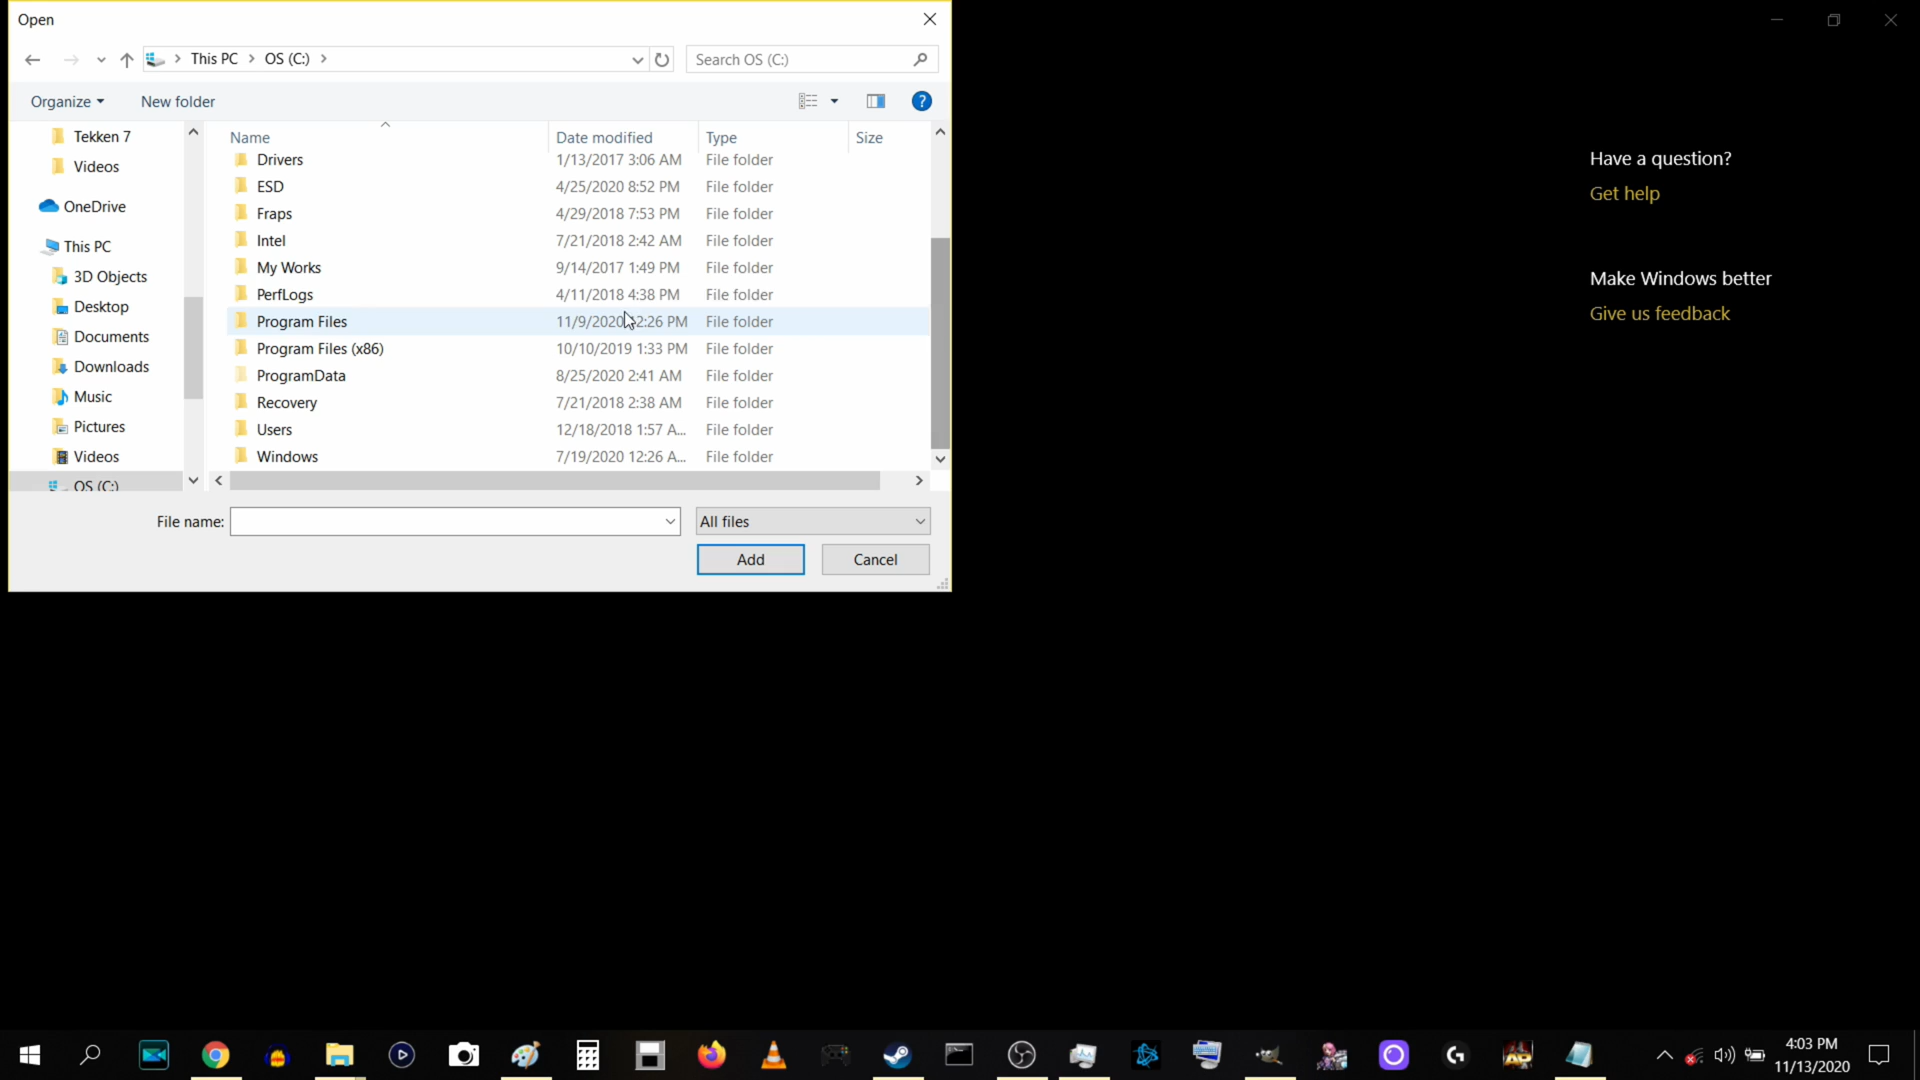 Open
This PC > OS (C:) >
Search OS (C:)
Organize
New folder
?
Tekken 7
Videos
OneDrive
This PC
3D Objects
Desktop
Documents
Downloads
Music
Pictures
Videos
OS (C:)
Name Date modified Type Size
Drivers 1/13/2017 3:06 AM File folder
ESD 4/25/2020 8:52 PM File folder
Fraps 4/29/2018 7:53 PM File folder
Intel 7/21/2018 2:42 AM File folder
My Works 9/14/2017 1:49 PM File folder
PerfLogs 4/11/2018 4:38 PM File folder
Program Files 11/9/2020 2:26 PM File folder
Program Files (x86) 10/10/2019 1:33 PM File folder
ProgramData 8/25/2020 2:41 AM File folder
Recovery 7/21/2018 2:38 AM File folder
Users 12/18/2018 1:57 A... File folder
Windows 7/19/2020 12:26 A... File folder
File name:
All files
Add
Cancel
Have a question?
Get help
Make Windows better
Give us feedback
4:03 PM
11/13/2020